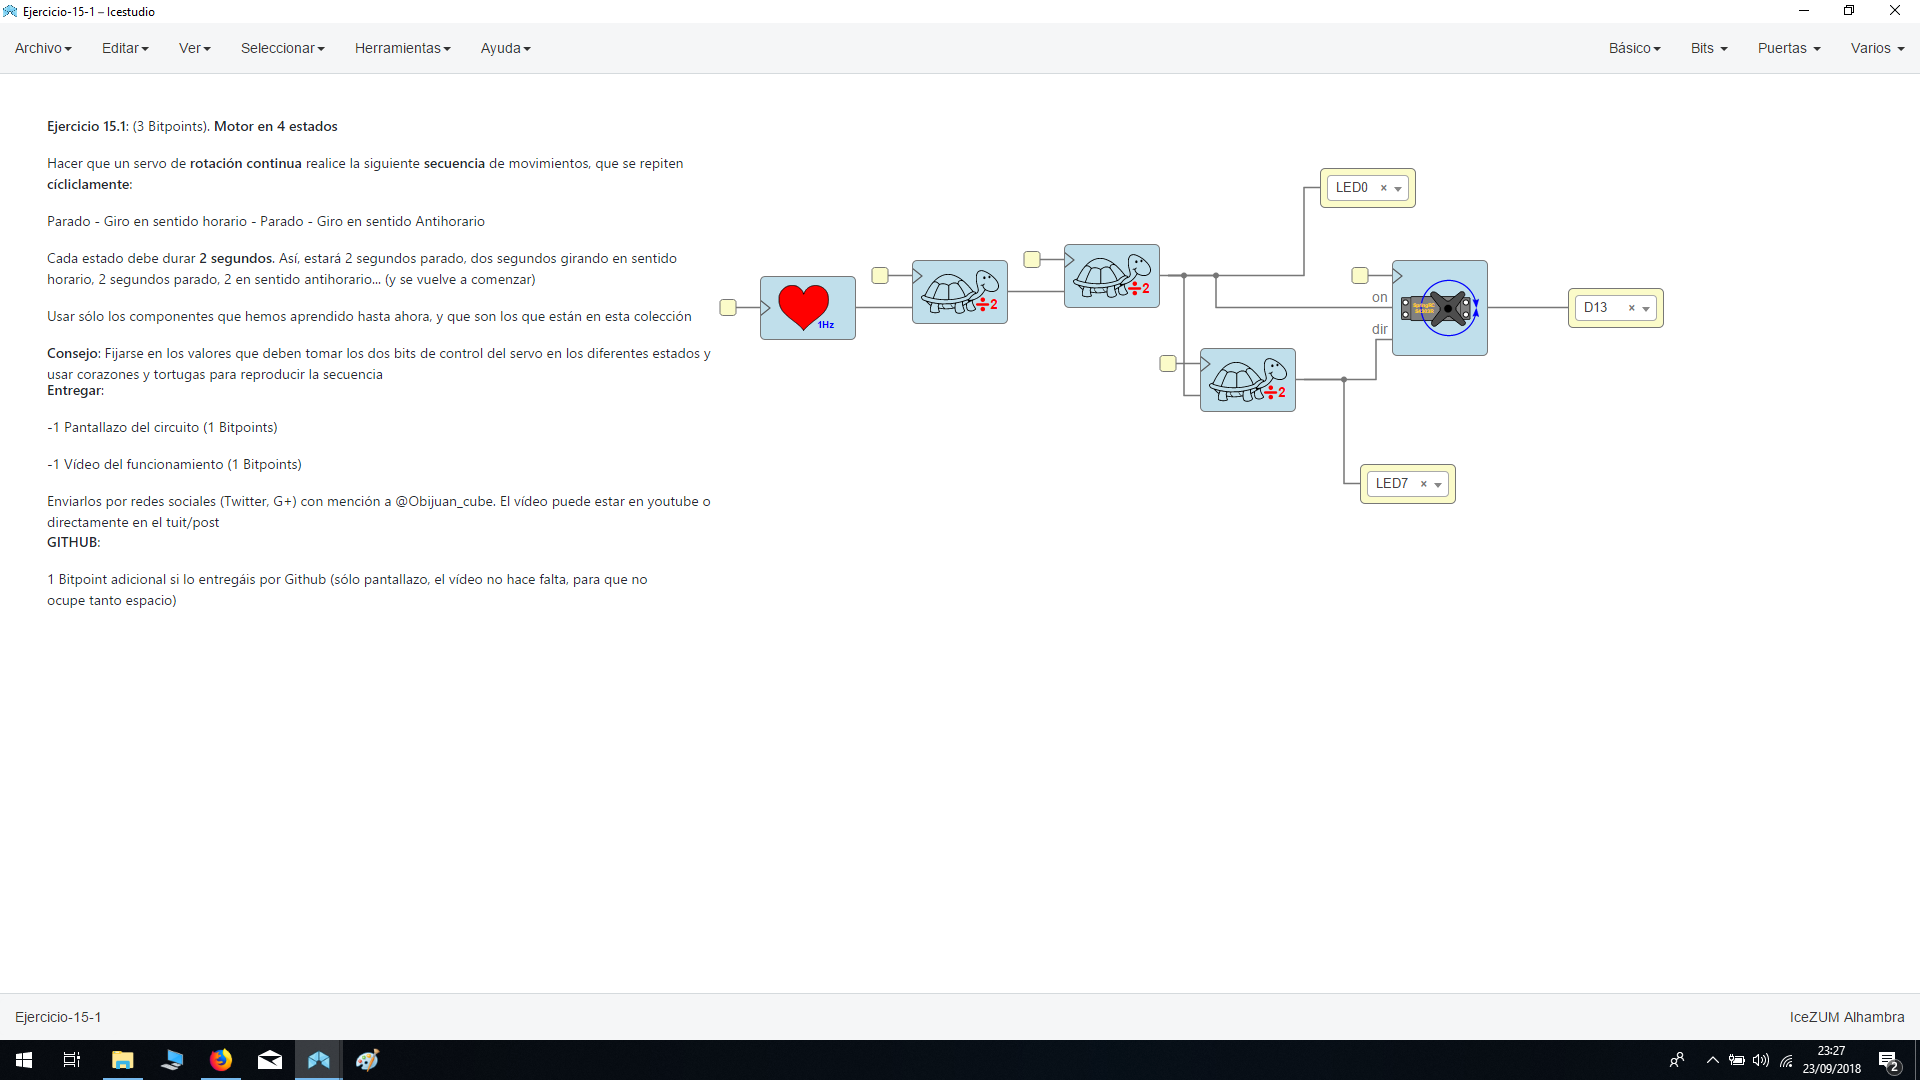 Ejercicio-15-1 – Icestudio
Archivo Editar Ver Seleccionar Herramientas Ayuda Básico Bits Puertas Varios
Ejercicio 15.1: (3 Bitpoints). Motor en 4 estados
Hacer que un servo de rotación continua realice la siguiente secuencia de movimientos, que se repiten
cícliclamente:
Parado - Giro en sentido horario - Parado - Giro en sentido Antihorario
Cada estado debe durar 2 segundos. Así, estará 2 segundos parado, dos segundos girando en sentido
horario, 2 segundos parado, 2 en sentido antihorario... (y se vuelve a comenzar)
Usar sólo los componentes que hemos aprendido hasta ahora, y que son los que están en esta colección
Consejo: Fijarse en los valores que deben tomar los dos bits de control del servo en los diferentes estados y
usar corazones y tortugas para reproducir la secuencia
Entregar:
-1 Pantallazo del circuito (1 Bitpoints)
-1 Vídeo del funcionamiento (1 Bitpoints)
Enviarlos por redes sociales (Twitter, G+) con mención a @Obijuan_cube. El vídeo puede estar en youtube o
directamente en el tuit/post
GITHUB:
1 Bitpoint adicional si lo entregáis por Github (sólo pantallazo, el vídeo no hace falta, para que no
ocupe tanto espacio)
1Hz
÷2
÷2
÷2
LED0 ×
on
dir
D13 ×
LED7 ×
Ejercicio-15-1
IceZUM Alhambra
23:27
23/09/2018
2